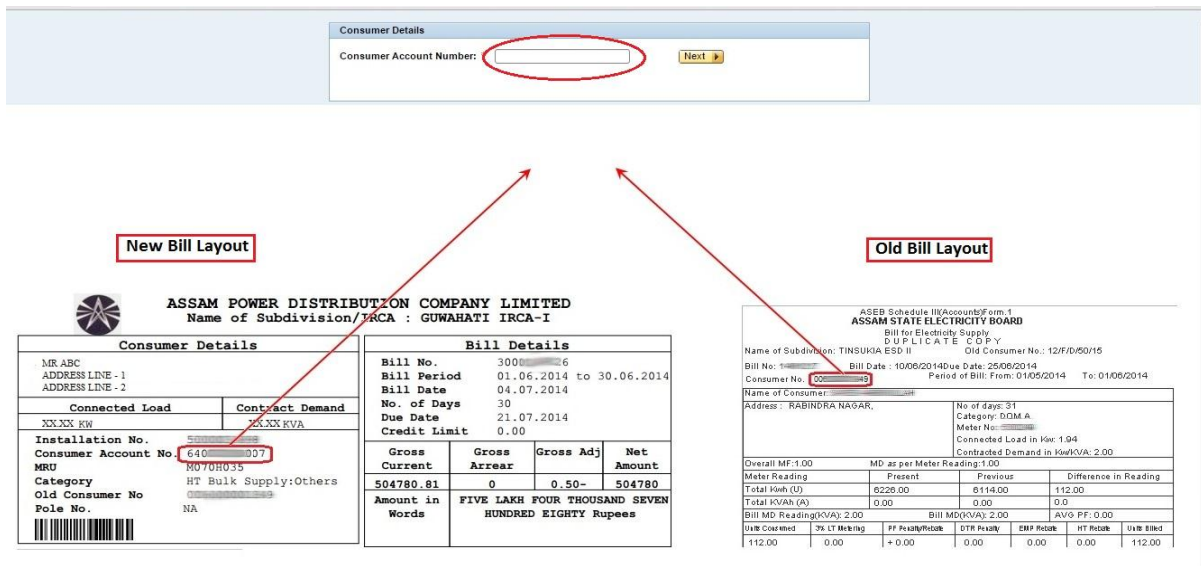 Consumer Details
Consumer Account Number:
Next
New Bill Layout
Old Bill Layout
ASSAM POWER DISTRIBUTION COMPANY LIMITED
Name of Subdivision/IRCA : GUWAHATI IRCA-I
Consumer Details
MR ABC
ADDRESS LINE - 1
ADDRESS LINE - 2
Connected Load Contract Demand
XX.XX KW XX.XX KVA
Installation No.
Consumer Account No. 640 007
MRU M070H035
Category HT Bulk Supply:Others
Old Consumer No
Pole No. NA
Bill Details
Bill No. 3000 26
Bill Period 01.06.2014 to 30.06.2014
Bill Date 04.07.2014
No. of Days 30
Due Date 21.07.2014
Credit Limit 0.00
Gross Current Gross Arrear Gross Adj Net Amount
504780.81 0 0.50- 504780
Amount in Words FIVE LAKH FOUR THOUSAND SEVEN HUNDRED EIGHTY Rupees
ASEB Schedule III(Accounts)Form.1
ASSAM STATE ELECTRICITY BOARD
Bill for Electricity Supply
DUPLICATE COPY
Name of Subdivision: TINSUKIA ESD II Old Consumer No.: 12/F/D/50/15
Bill No: Bill Date : 10/06/2014Due Date: 25/06/2014
Consumer No. 006 49 Period of Bill: From: 01/05/2014 To: 01/06/2014
Name of Consumer:
Address : RABINDRA NAGAR,
No of days: 31
Category: DOM.A
Meter No:
Connected Load in Kw: 1.94
Contracted Demand in Kw/KVA: 2.00
Overall MF:1.00 MD as per Meter Reading:1.00
Meter Reading Present Previous Difference in Reading
Total Kwh (U) 6226.00 6114.00 112.00
Total KVAh (A) 0.00 0.00 0.0
Bill MD Reading(KVA): 2.00 Bill MD(KVA): 2.00 AVG PF: 0.00
Units Consumed 3% LT Metering PF Penalty/Rebate DTR Penalty EMP Rebate HT Rebate Units Billed
112.00 0.00 + 0.00 0.00 0.00 0.00 112.00